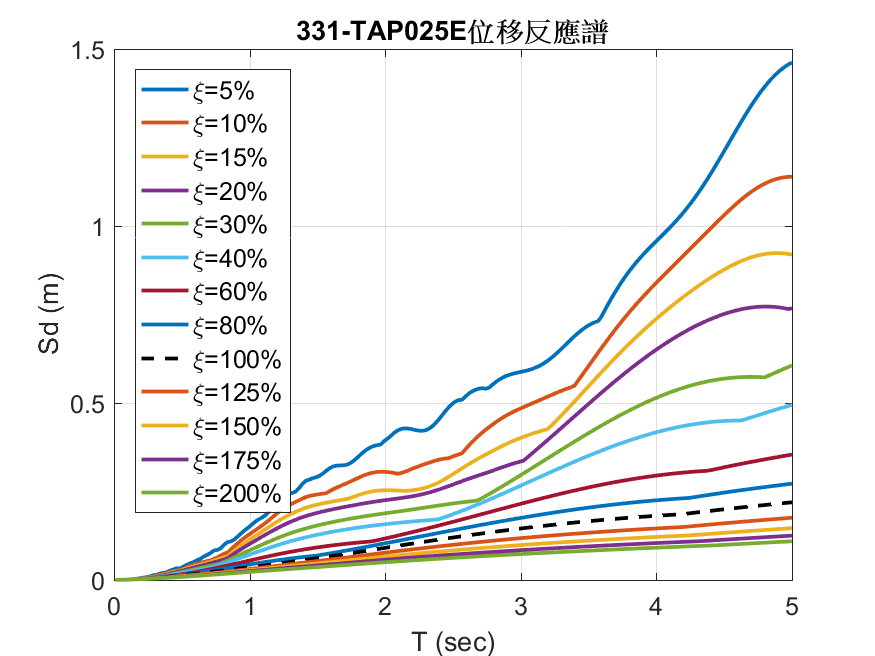 331-TAP025E位移反應譜
1.5
1
0.5
0
Sd (m)
ξ=5%
ξ=10%
ξ=15%
ξ=20%
ξ=30%
ξ=40%
ξ=60%
ξ=80%
ξ=100%
ξ=125%
ξ=150%
ξ=175%
ξ=200%
0 1 2 3 4 5
T (sec)